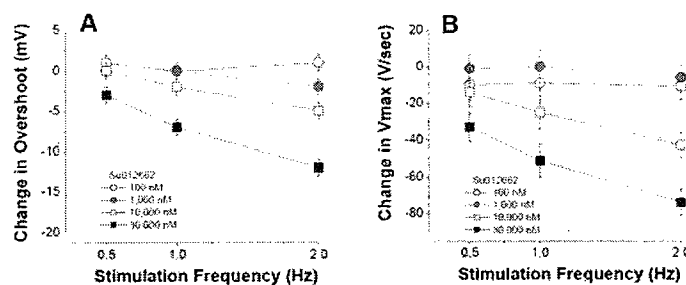 A
Change in Overshoot (mV)
5
0
-5
-10
-15
-20
0.5
1.0
2.0
Stimulation Frequency (Hz)
SU012662
100 nM
1,000 nM
10,000 nM
30,000 nM
B
Change in Vmax (V/sec)
20
0
-20
-40
-60
-80
0.5
1.0
2.0
Stimulation Frequency (Hz)
SU012662
100 nM
1,000 nM
10,000 nM
30,000 nM